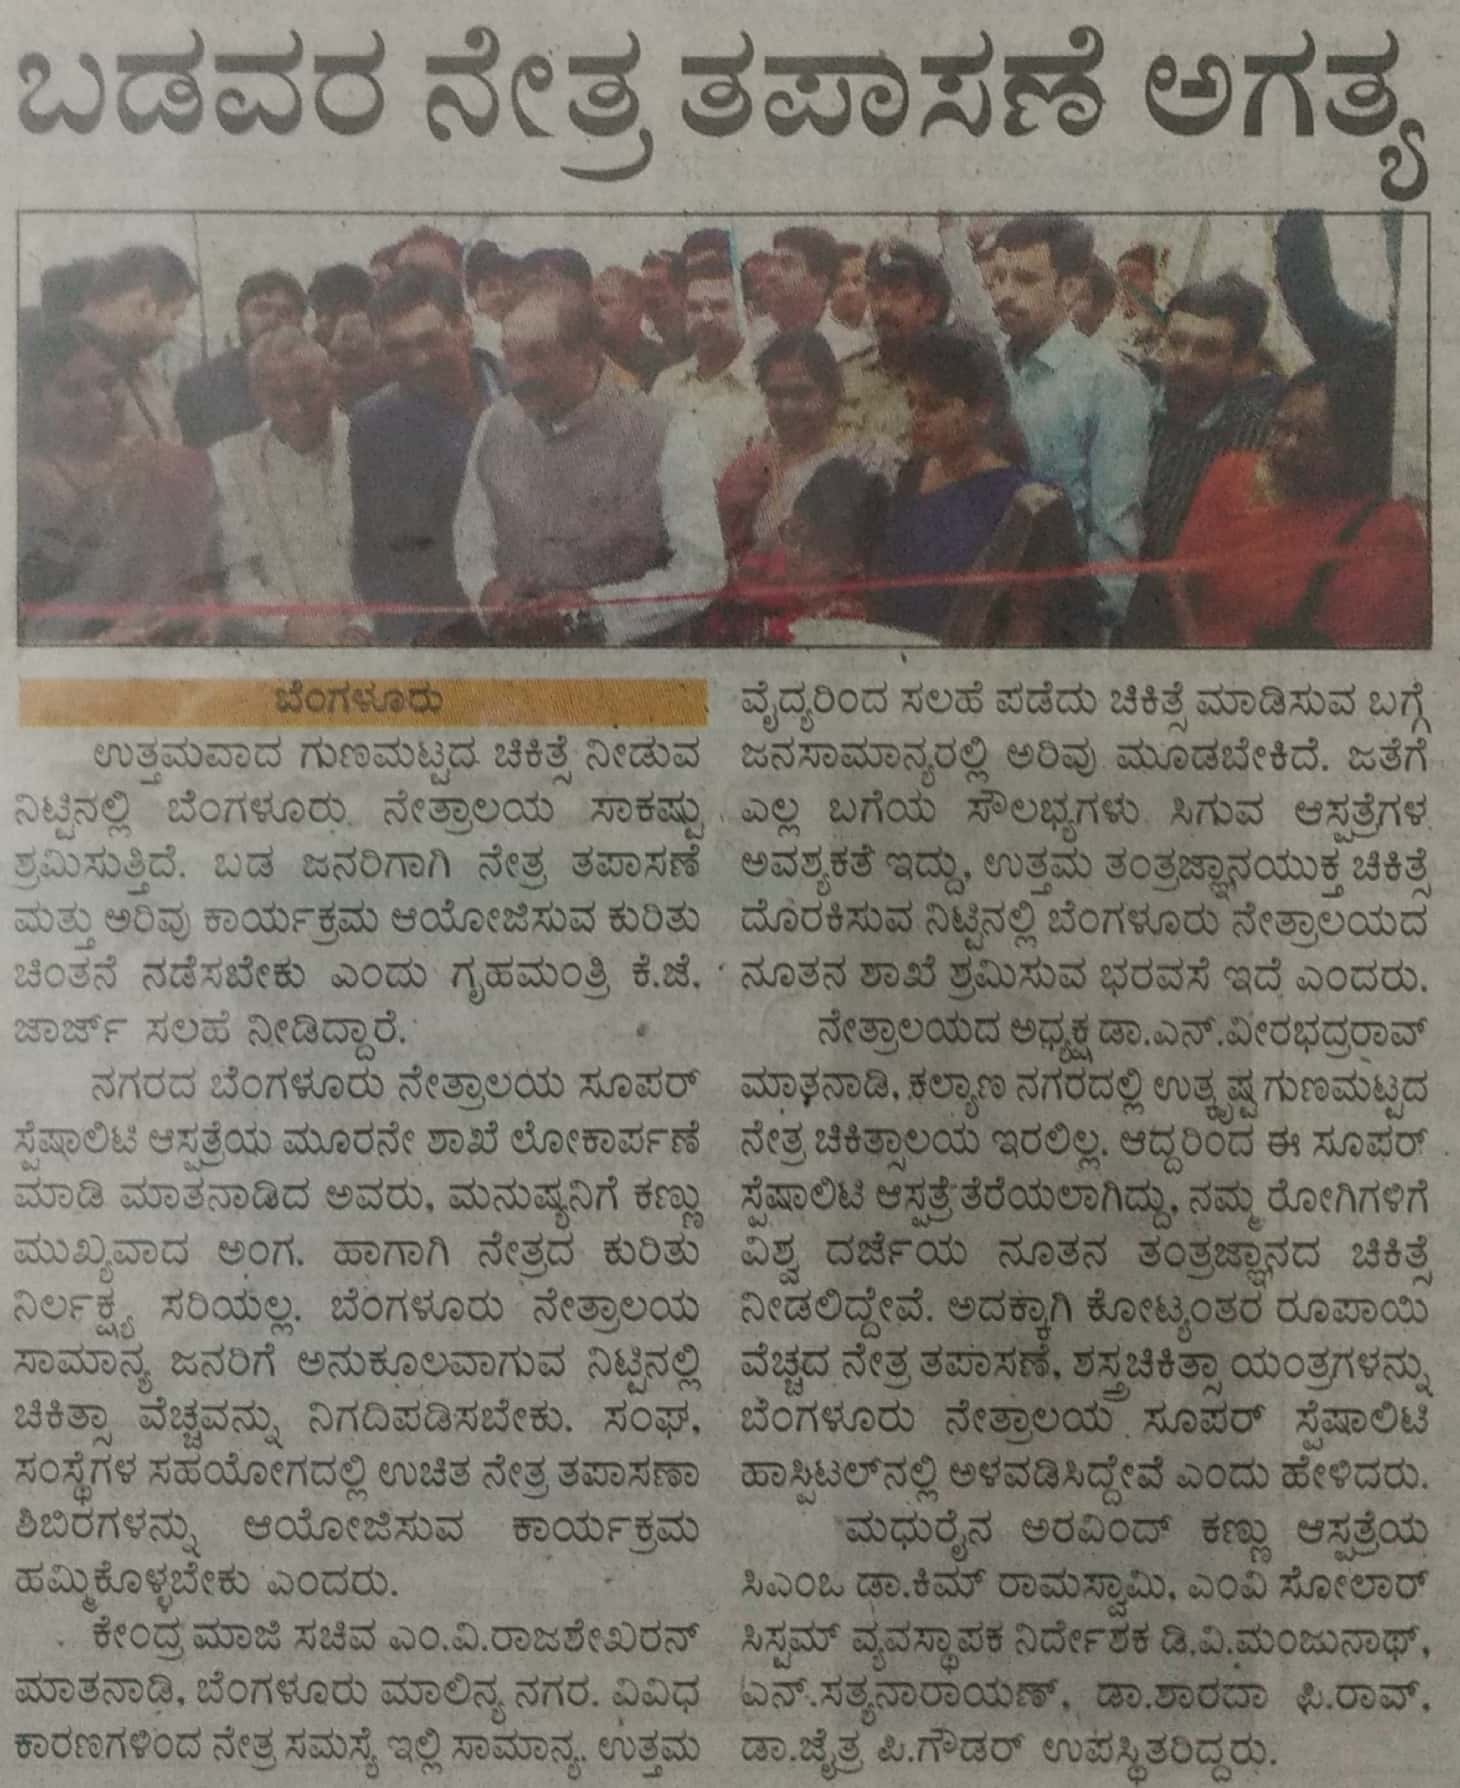 ಬಡವರ ನೇತ್ರ ತಪಾಸಣೆ ಅಗತ್ಯ
ಬೆಂಗಳೂರು
ಉತ್ತಮವಾದ ಗುಣಮಟ್ಟದ ಚಿಕಿತ್ಸೆ ನೀಡುವ
ನಿಟ್ಟಿನಲ್ಲಿ ಬೆಂಗಳೂರು ನೇತ್ರಾಲಯ ಸಾಕಷ್ಟು
ಶ್ರಮಿಸುತ್ತಿದೆ. ಬಡ ಜನರಿಗಾಗಿ ನೇತ್ರ ತಪಾಸಣೆ
ಮತ್ತು ಅರಿವು ಕಾರ್ಯಕ್ರಮ ಆಯೋಜಿಸುವ ಕುರಿತು
ಚಿಂತನೆ ನಡೆಸಬೇಕು ಎಂದು ಗೃಹಮಂತ್ರಿ ಕೆ.ಜೆ.
ಜಾರ್ಜ್ ಸಲಹೆ ನೀಡಿದ್ದಾರೆ.
ನಗರದ ಬೆಂಗಳೂರು ನೇತ್ರಾಲಯ ಸೂಪರ್
ಸ್ಪೆಷಾಲಿಟಿ ಆಸ್ಪತ್ರೆಯ ಮೂರನೇ ಶಾಖೆ ಲೋಕಾರ್ಪಣೆ
ಮಾಡಿ ಮಾತನಾಡಿದ ಅವರು, ಮನುಷ್ಯನಿಗೆ ಕಣ್ಣು
ಮುಖ್ಯವಾದ ಅಂಗ. ಹಾಗಾಗಿ ನೇತ್ರದ ಕುರಿತು
ನಿರ್ಲಕ್ಷ್ಯ ಸರಿಯಲ್ಲ. ಬೆಂಗಳೂರು ನೇತ್ರಾಲಯ
ಸಾಮಾನ್ಯ ಜನರಿಗೆ ಅನುಕೂಲವಾಗುವ ನಿಟ್ಟಿನಲ್ಲಿ
ಚಿಕಿತ್ಸಾ ವೆಚ್ಚವನ್ನು ನಿಗದಿಪಡಿಸಬೇಕು. ಸಂಘ,
ಸಂಸ್ಥೆಗಳ ಸಹಯೋಗದಲ್ಲಿ ಉಚಿತ ನೇತ್ರ ತಪಾಸಣಾ
ಶಿಬಿರಗಳನ್ನು ಆಯೋಜಿಸುವ ಕಾರ್ಯಕ್ರಮ
ಹಮ್ಮಿಕೊಳ್ಳಬೇಕು ಎಂದರು.
ಕೇಂದ್ರ ಮಾಜಿ ಸಚಿವ ಎಂ.ವಿ.ರಾಜಶೇಖರನ್
ಮಾತನಾಡಿ, ಬೆಂಗಳೂರು ಮಾಲಿನ್ಯ ನಗರ. ವಿವಿಧ
ಕಾರಣಗಳಿಂದ ನೇತ್ರ ಸಮಸ್ಯೆ ಇಲ್ಲಿ ಸಾಮಾನ್ಯ. ಉತ್ತಮ
ವೈದ್ಯರಿಂದ ಸಲಹೆ ಪಡೆದು ಚಿಕಿತ್ಸೆ ಮಾಡಿಸುವ ಬಗ್ಗೆ
ಜನಸಾಮಾನ್ಯರಲ್ಲಿ ಅರಿವು ಮೂಡಬೇಕಿದೆ. ಜತೆಗೆ
ಎಲ್ಲ ಬಗೆಯ ಸೌಲಭ್ಯಗಳು ಸಿಗುವ ಆಸ್ಪತ್ರೆಗಳ
ಅವಶ್ಯಕತೆ ಇದ್ದು, ಉತ್ತಮ ತಂತ್ರಜ್ಞಾನಯುಕ್ತ ಚಿಕಿತ್ಸೆ
ದೊರಕಿಸುವ ನಿಟ್ಟಿನಲ್ಲಿ ಬೆಂಗಳೂರು ನೇತ್ರಾಲಯದ
ನೂತನ ಶಾಖೆ ಶ್ರಮಿಸುವ ಭರವಸೆ ಇದೆ ಎಂದರು.
ನೇತ್ರಾಲಯದ ಅಧ್ಯಕ್ಷ ಡಾ.ಎನ್.ವೀರಭದ್ರರಾವ್
ಮಾತನಾಡಿ, ಕಲ್ಯಾಣ ನಗರದಲ್ಲಿ ಉತ್ಕೃಷ್ಟ ಗುಣಮಟ್ಟದ
ನೇತ್ರ ಚಿಕಿತ್ಸಾಲಯ ಇರಲಿಲ್ಲ. ಆದ್ದರಿಂದ ಈ ಸೂಪರ್
ಸ್ಪೆಷಾಲಿಟಿ ಆಸ್ಪತ್ರೆ ತೆರೆಯಲಾಗಿದ್ದು, ನಮ್ಮ ರೋಗಿಗಳಿಗೆ
ವಿಶ್ವ ದರ್ಜೆಯ ನೂತನ ತಂತ್ರಜ್ಞಾನದ ಚಿಕಿತ್ಸೆ
ನೀಡಲಿದ್ದೇವೆ. ಅದಕ್ಕಾಗಿ ಕೋಟ್ಯಂತರ ರೂಪಾಯಿ
ವೆಚ್ಚದ ನೇತ್ರ ತಪಾಸಣೆ, ಶಸ್ತ್ರಚಿಕಿತ್ಸಾ ಯಂತ್ರಗಳನ್ನು
ಬೆಂಗಳೂರು ನೇತ್ರಾಲಯ ಸೂಪರ್ ಸ್ಪೆಷಾಲಿಟಿ
ಹಾಸ್ಪಿಟಲ್‌ನಲ್ಲಿ ಅಳವಡಿಸಿದ್ದೇವೆ ಎಂದು ಹೇಳಿದರು.
ಮಧುರೈನ ಅರವಿಂದ್ ಕಣ್ಣು ಆಸ್ಪತ್ರೆಯ
ಸಿಎಂಒ ಡಾ.ಕಿಮ್ ರಾಮಸ್ವಾಮಿ, ಎಂವಿ ಸೋಲಾರ್
ಸಿಸ್ಟಮ್ ವ್ಯವಸ್ಥಾಪಕ ನಿರ್ದೇಶಕ ಡಿ.ವಿ.ಮಂಜುನಾಥ್,
ಎನ್.ಸತ್ಯನಾರಾಯಣ್, ಡಾ.ಶಾರದಾ ಫಿ.ರಾವ್,
ಡಾ.ಚೈತ್ರ ಪಿ.ಗೌಡರ್ ಉಪಸ್ಥಿತರಿದ್ದರು.